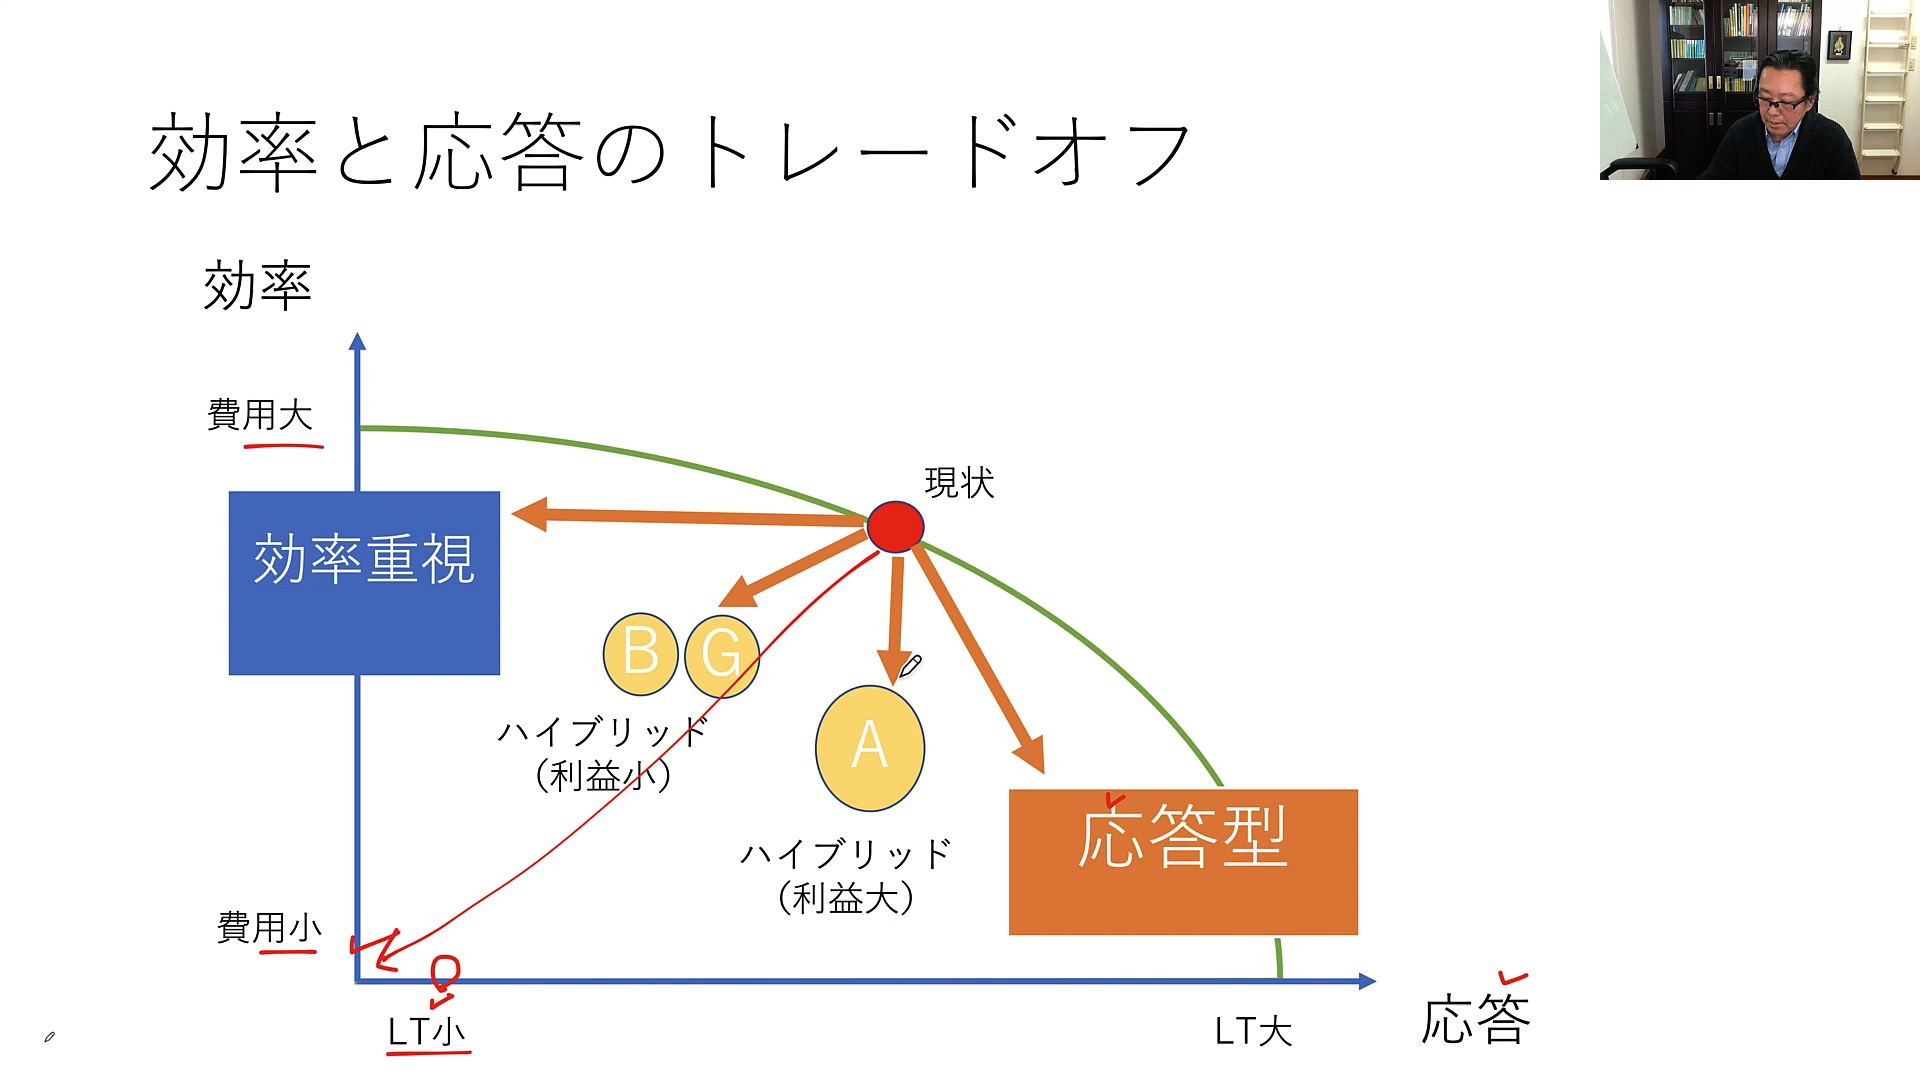 効率と応答のトレードオフ
効率
費用大
現状
効率重視
B
G
ハイブリッド
（利益小）
A
応答型
ハイブリッド
（利益大）
費用小
LT小
LT大
応答